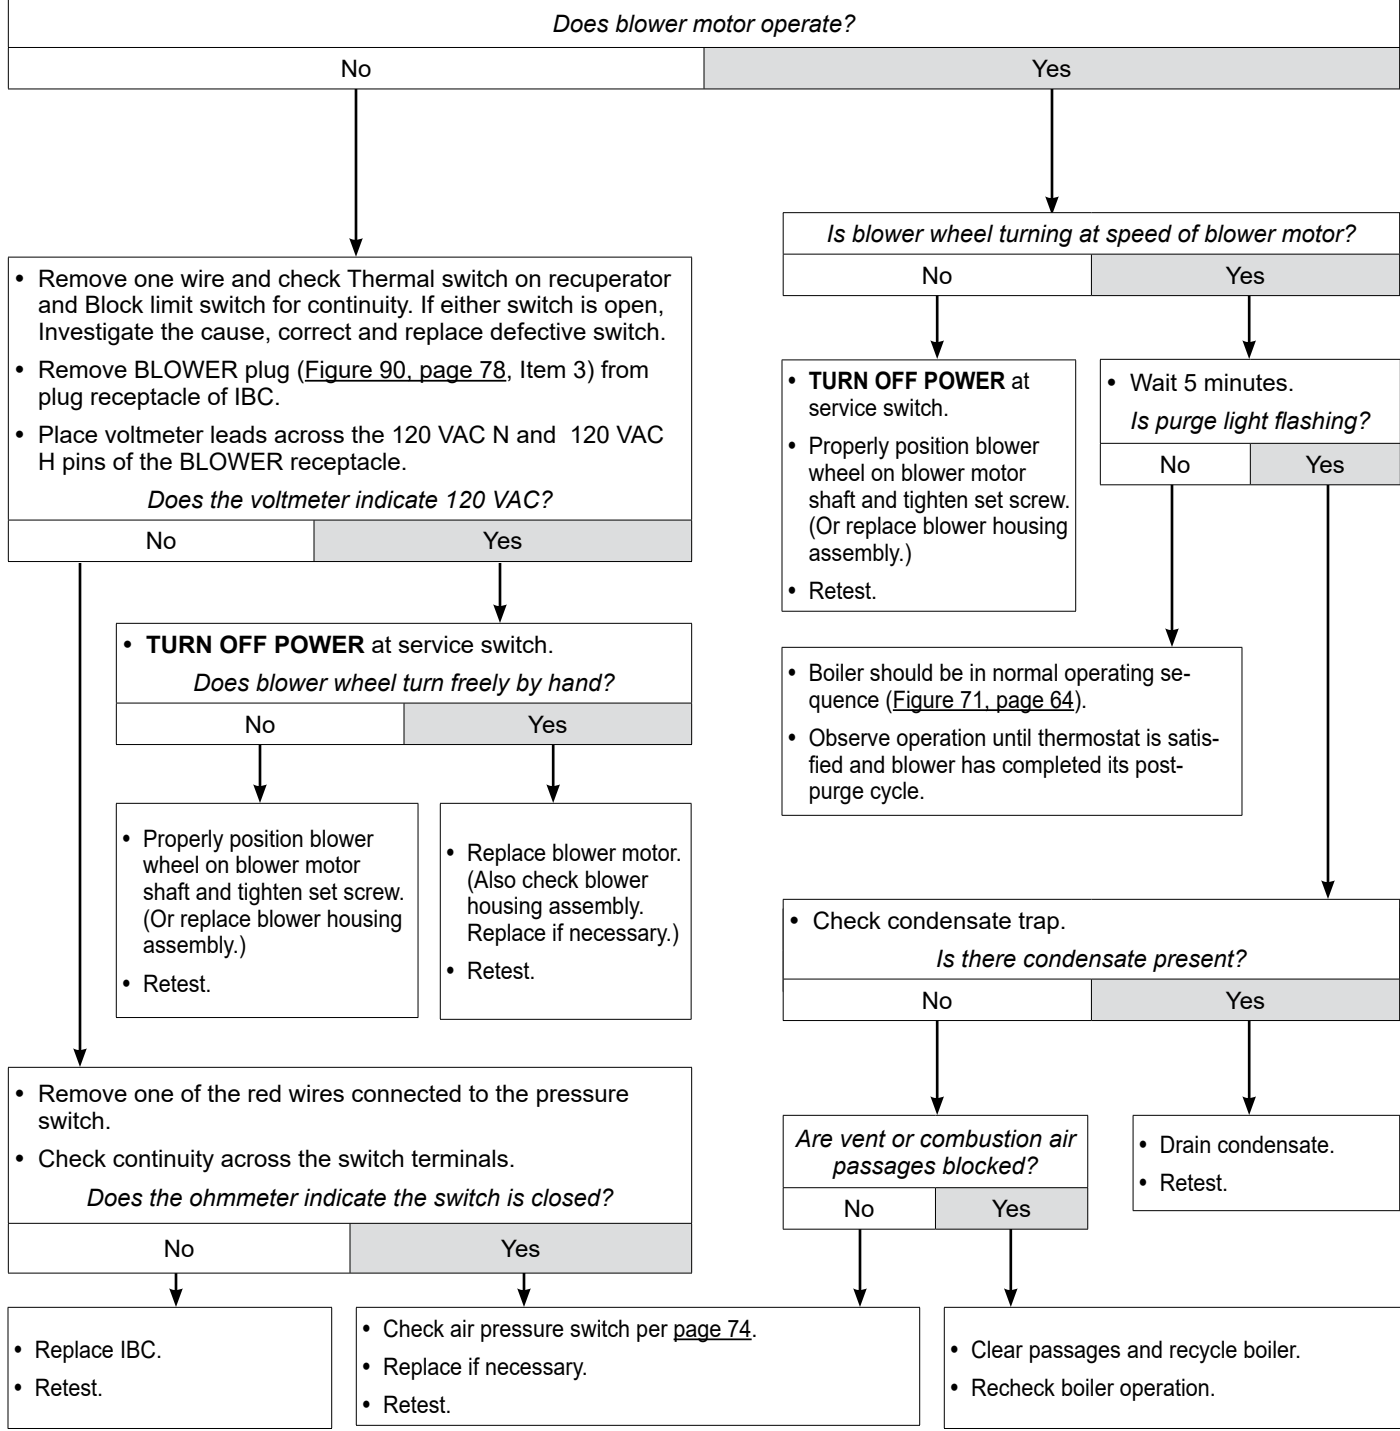 Does blower motor operate?
No
Yes
• Remove one wire and check Thermal switch on recuperator
and Block limit switch for continuity. If either switch is open,
Investigate the cause, correct and replace defective switch.
• Remove BLOWER plug (Figure 90, page 78, Item 3) from
plug receptacle of IBC.
• Place voltmeter leads across the 120 VAC N and 120 VAC
H pins of the BLOWER receptacle.
Does the voltmeter indicate 120 VAC?
No
Yes
• TURN OFF POWER at service switch.
Does blower wheel turn freely by hand?
No
Yes
• Properly position blower
wheel on blower motor
shaft and tighten set screw.
(Or replace blower housing
assembly.)
• Retest.
• Replace blower motor.
(Also check blower
housing assembly.
Replace if necessary.)
• Retest.
• Remove one of the red wires connected to the pressure
switch.
• Check continuity across the switch terminals.
Does the ohmmeter indicate the switch is closed?
No
Yes
• Replace IBC.
• Retest.
• Check air pressure switch per page 74.
• Replace if necessary.
• Retest.
Is blower wheel turning at speed of blower motor?
No
Yes
• TURN OFF POWER at
service switch.
• Properly position blower
wheel on blower motor
shaft and tighten set screw.
(Or replace blower housing
assembly.)
• Retest.
• Wait 5 minutes.
Is purge light flashing?
No
Yes
• Boiler should be in normal operating se-
quence (Figure 71, page 64).
• Observe operation until thermostat is satis-
fied and blower has completed its post-
purge cycle.
• Check condensate trap.
Is there condensate present?
No
Yes
Are vent or combustion air
passages blocked?
No
Yes
• Drain condensate.
• Retest.
• Clear passages and recycle boiler.
• Recheck boiler operation.